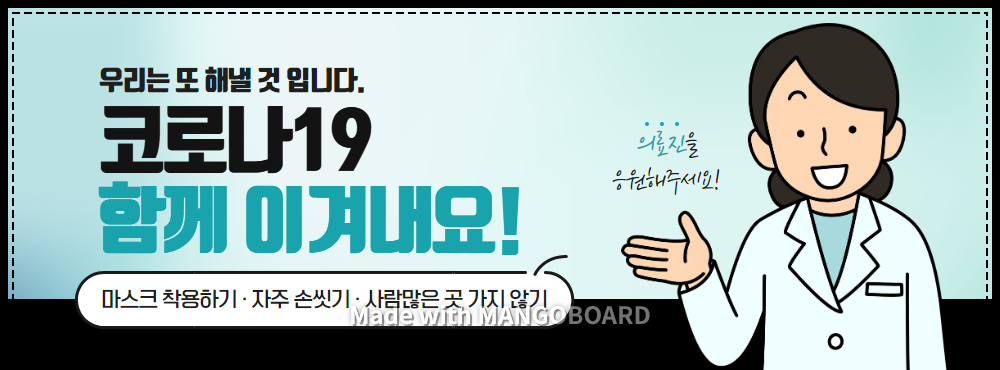 우리는 또 해낼 것 입니다.
코로나19
함께 이겨내요!
의료진을
응원해주세요!
마스크 착용하기 · 자주 손씻기 · 사람많은 곳 가지 않기
Made with MANGOBOARD